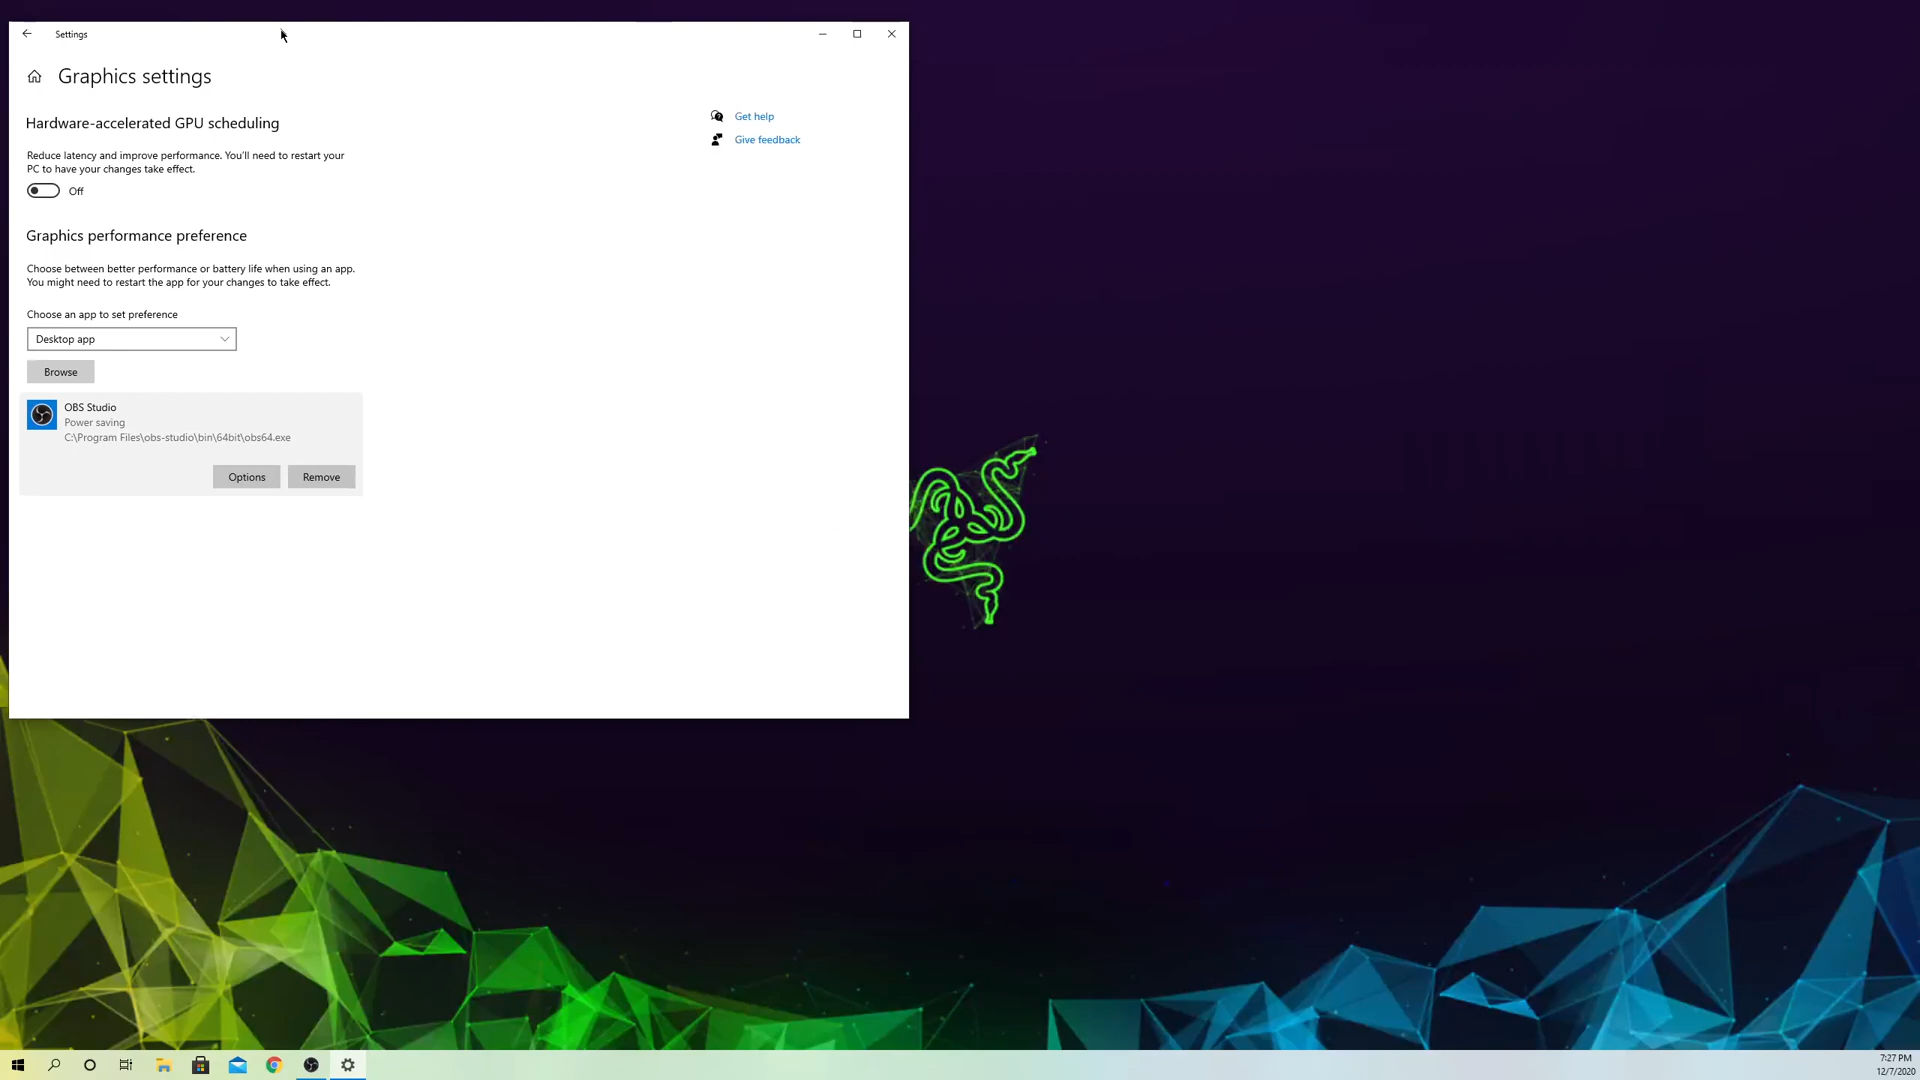 Settings
Graphics settings
Hardware-accelerated GPU scheduling
Reduce latency and improve performance. You'll need to restart your
PC to have your changes take effect.
Off
Graphics performance preference
Choose between better performance or battery life when using an app.
You might need to restart the app for your changes to take effect.
Choose an app to set preference
Desktop app
Browse
OBS Studio
Power saving
C:\Program Files\obs-studio\bin\64bit\obs64.exe
Options
Remove
Get help
Give feedback
7:27 PM
12/7/2020